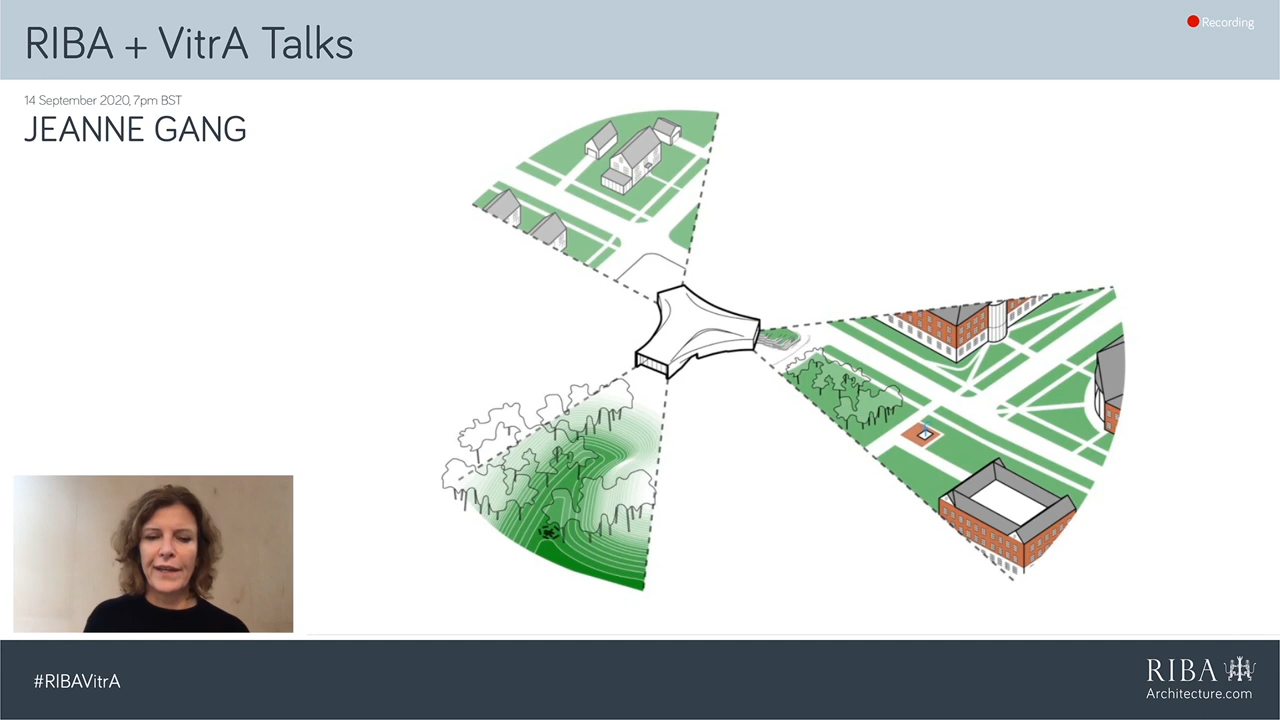 RIBA + VitrA Talks
Recording
14 September 2020, 7pm BST
JEANNE GANG
#RIBAVitrA
RIBA
Architecture.com